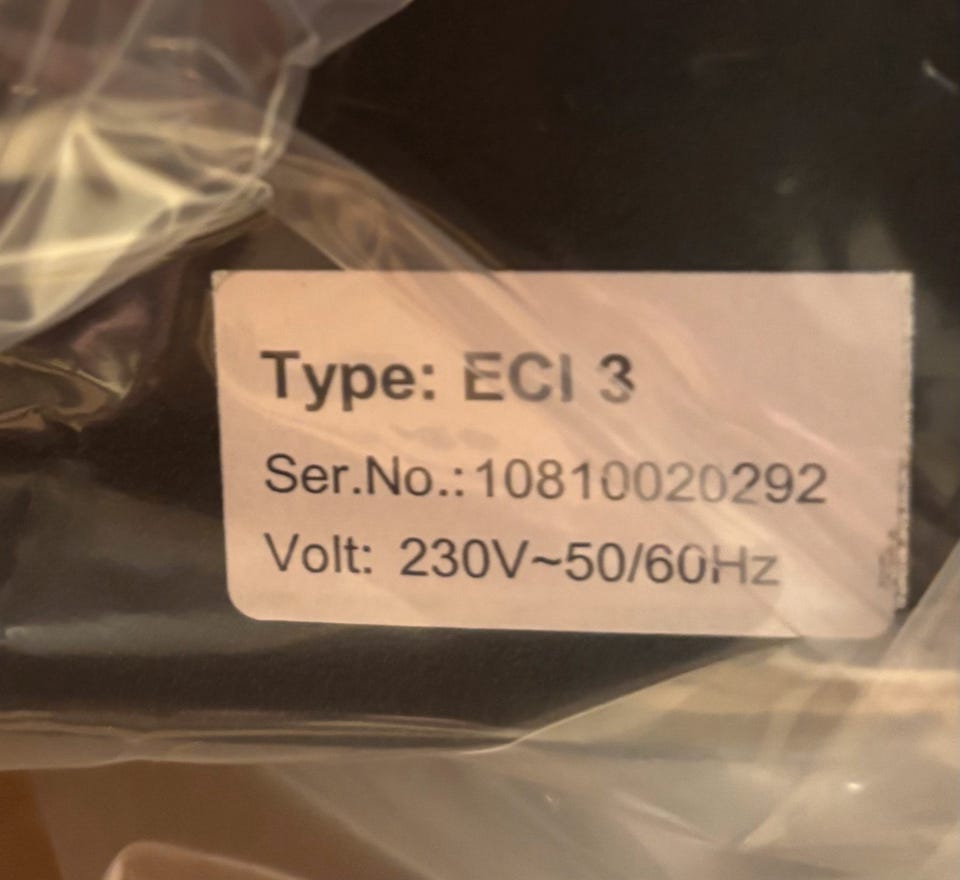 Type: ECI 3
Ser.No.:10810020292
Volt: 230V~50/60Hz